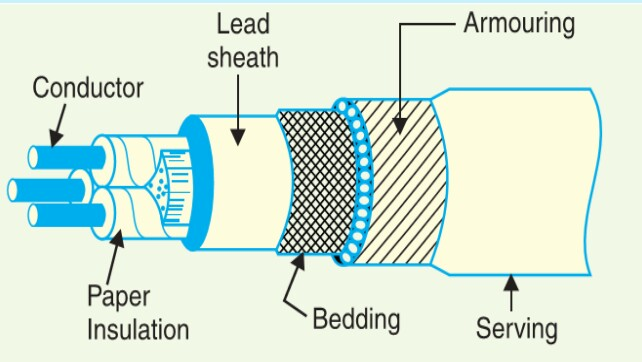 Lead
sheath
Armouring
Conductor
Paper
Insulation
Bedding
Serving